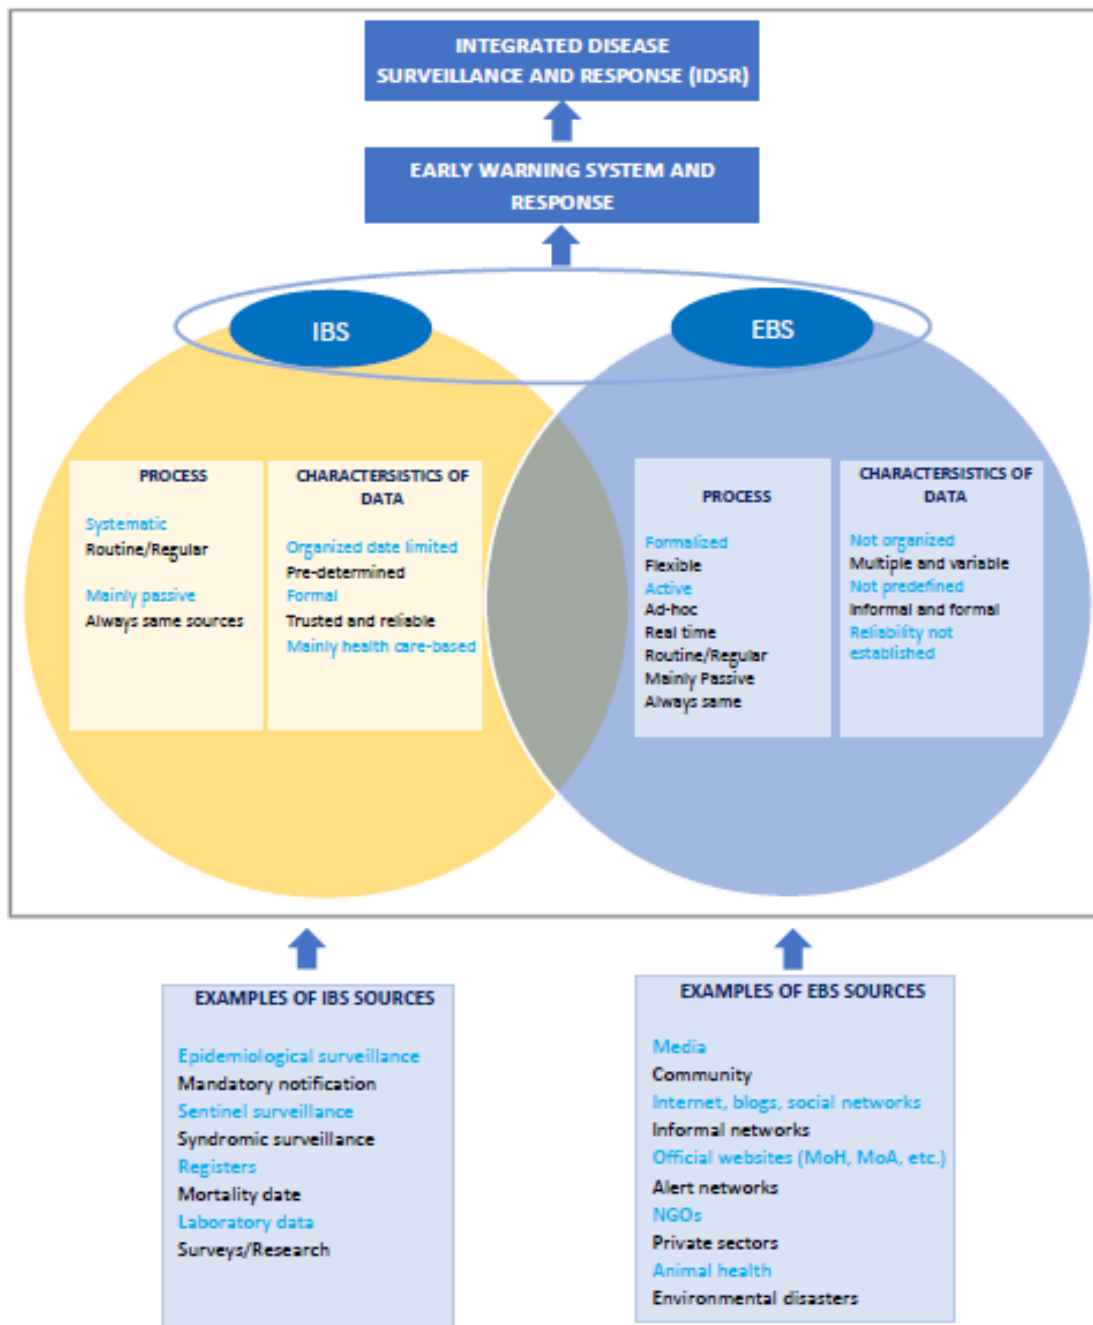 INTEGRATED DISEASE
SURVEILLANCE AND RESPONSE (IDSR)
EARLY WARNING SYSTEM AND
RESPONSE
IBS
EBS
PROCESS
Systematic
Routine/Regular
Mainly passive
Always same sources
CHARACTERSISTICS OF
DATA
Organized date limited
Pre-determined
Formal
Trusted and reliable
Mainly health care-based
PROCESS
Formalized
Flexible
Active
Ad-hoc
Real time
Routine/Regular
Mainly Passive
Always same
CHARACTERSISTICS OF
DATA
Not organized
Multiple and variable
Not predefined
Informal and formal
Reliability not
established
EXAMPLES OF IBS SOURCES
Epidemiological surveillance
Mandatory notification
Sentinel surveillance
Syndromic surveillance
Registers
Mortality date
Laboratory data
Surveys/Research
EXAMPLES OF EBS SOURCES
Media
Community
Internet, blogs, social networks
Informal networks
Official websites (MoH, MoA, etc.)
Alert networks
NGOs
Private sectors
Animal health
Environmental disasters